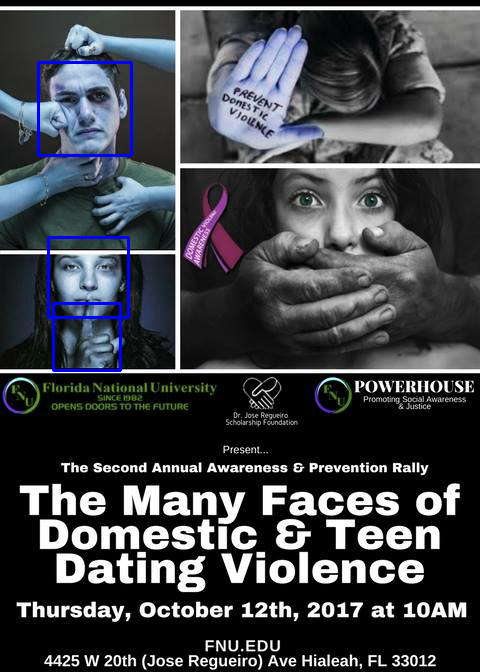 PREVENT
DOMESTIC
VIOLENCE
DOMESTIC VIOLENCE
AWARENESS
FNU
Florida National University
SINCE 1982
OPENS DOORS TO THE FUTURE
Dr. Jose Regueiro
Scholarship Foundation
FNU
POWERHOUSE
Promoting Social Awareness
& Justice
Present...
The Second Annual Awareness & Prevention Rally
The Many Faces of
Domestic & Teen
Dating Violence
Thursday, October 12th, 2017 at 10AM
FNU.EDU
4425 W 20th (Jose Regueiro) Ave Hialeah, FL 33012